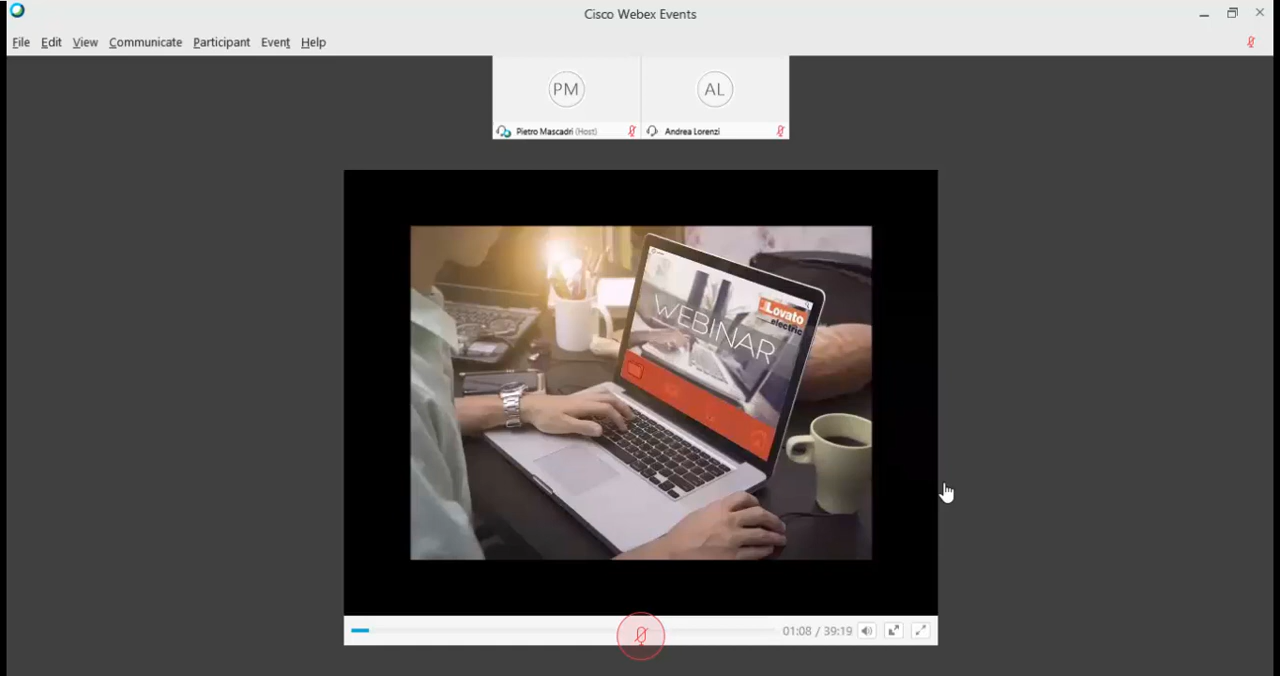 Cisco Webex Events
File Edit View Communicate Participant Event Help
PM AL
Pietro Mascadri (Host) Andrea Lorenzi
Lovato
electric
WEBINAR
01:08 / 39:19